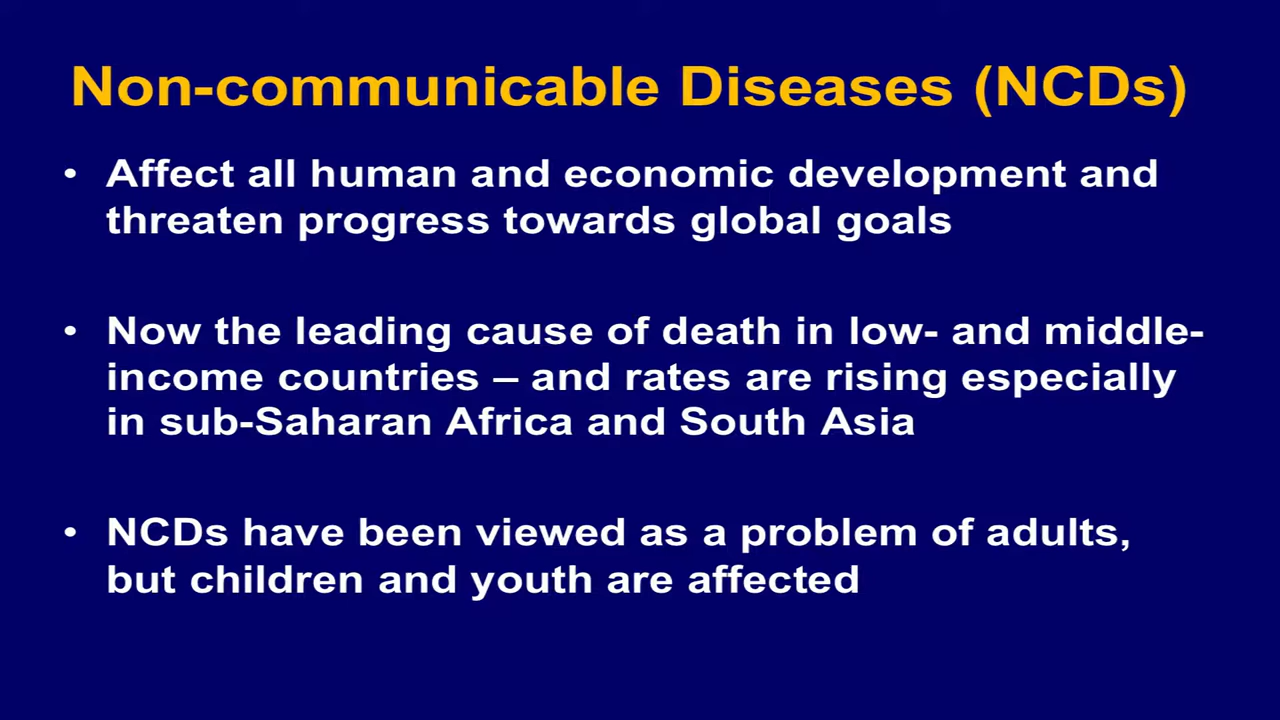 Non-communicable Diseases (NCDs)
• Affect all human and economic development and
threaten progress towards global goals
• Now the leading cause of death in low- and middle-
income countries – and rates are rising especially
in sub-Saharan Africa and South Asia
• NCDs have been viewed as a problem of adults,
but children and youth are affected